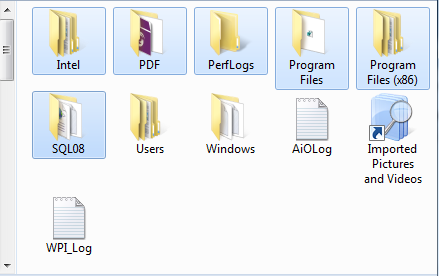 Intel
PDF
PerfLogs
Program
Files
Program
Files (x86)
SQL08
Users
Windows
AiOLog
Imported
Pictures
and Videos
WPI_Log